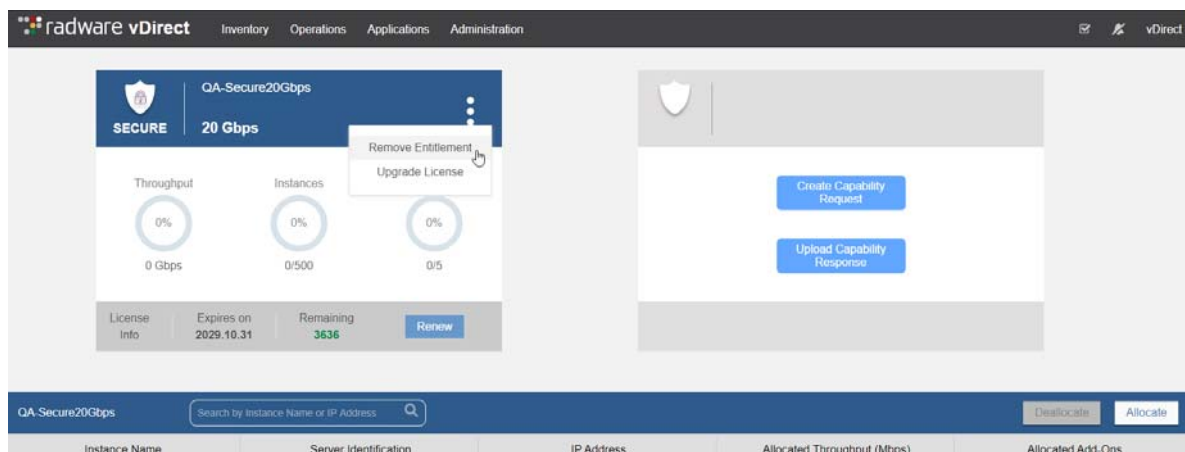 radware vDirect Inventory Operations Applications Administration vDirect
QA-Secure20Gbps
SECURE 20 Gbps
Remove Entitlement
Upgrade License
Throughput Instances
0% 0% 0%
0 Gbps 0/500 0/5
License Info
Expires on 2029.10.31
Remaining 3636
Renew
Create Capability
Request
Upload Capability
Response
QA-Secure20Gbps Search by Instance Name or IP Address Deallocate Allocate
Instance Name Server Identification IP Address Allocated Throughput (Mbps) Allocated Add-Ons